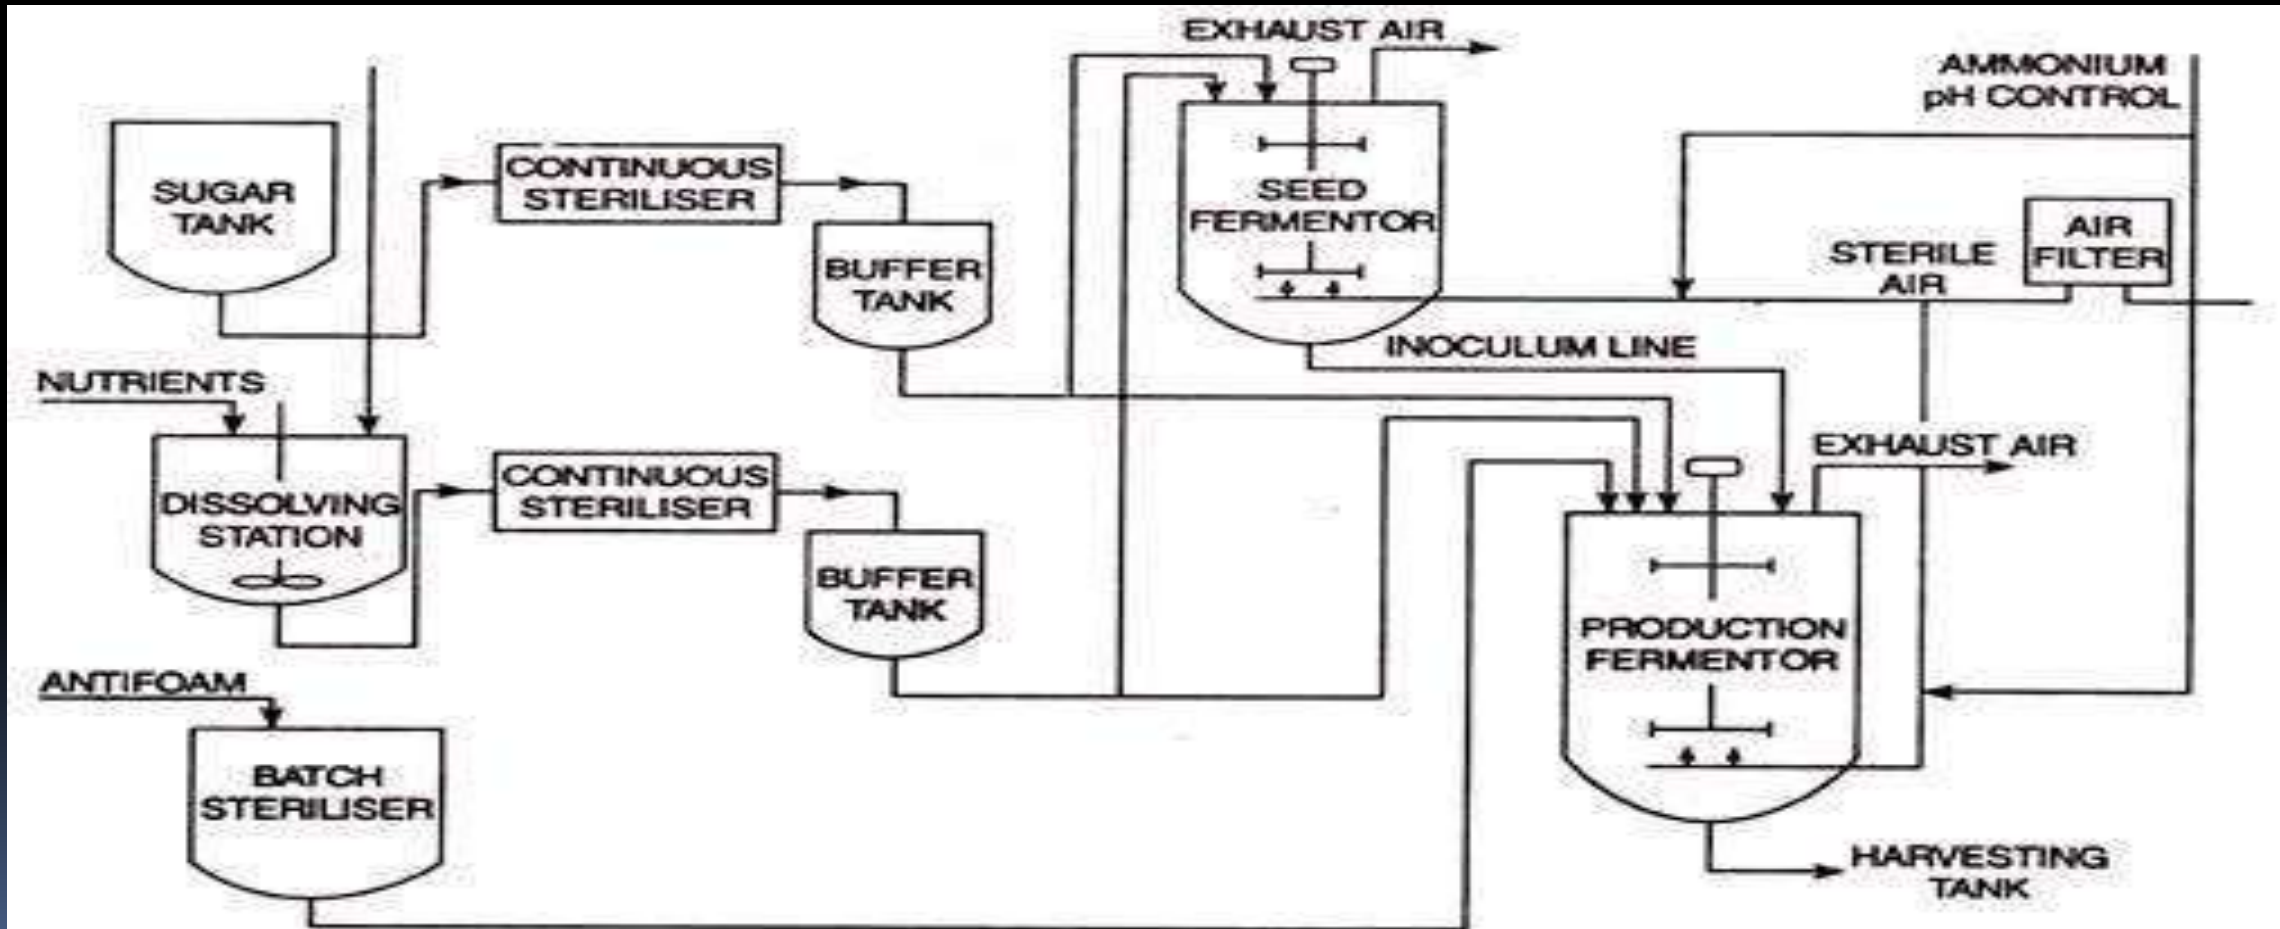 EXHAUST AIR
AMMONIUM
pH CONTROL
SUGAR
TANK
CONTINUOUS
STERILISER
BUFFER
TANK
SEED
FERMENTOR
STERILE
AIR
AIR
FILTER
INOCULUM LINE
NUTRIENTS
DISSOLVING
STATION
CONTINUOUS
STERILISER
BUFFER
TANK
EXHAUST AIR
PRODUCTION
FERMENTOR
ANTIFOAM
BATCH
STERILISER
HARVESTING
TANK